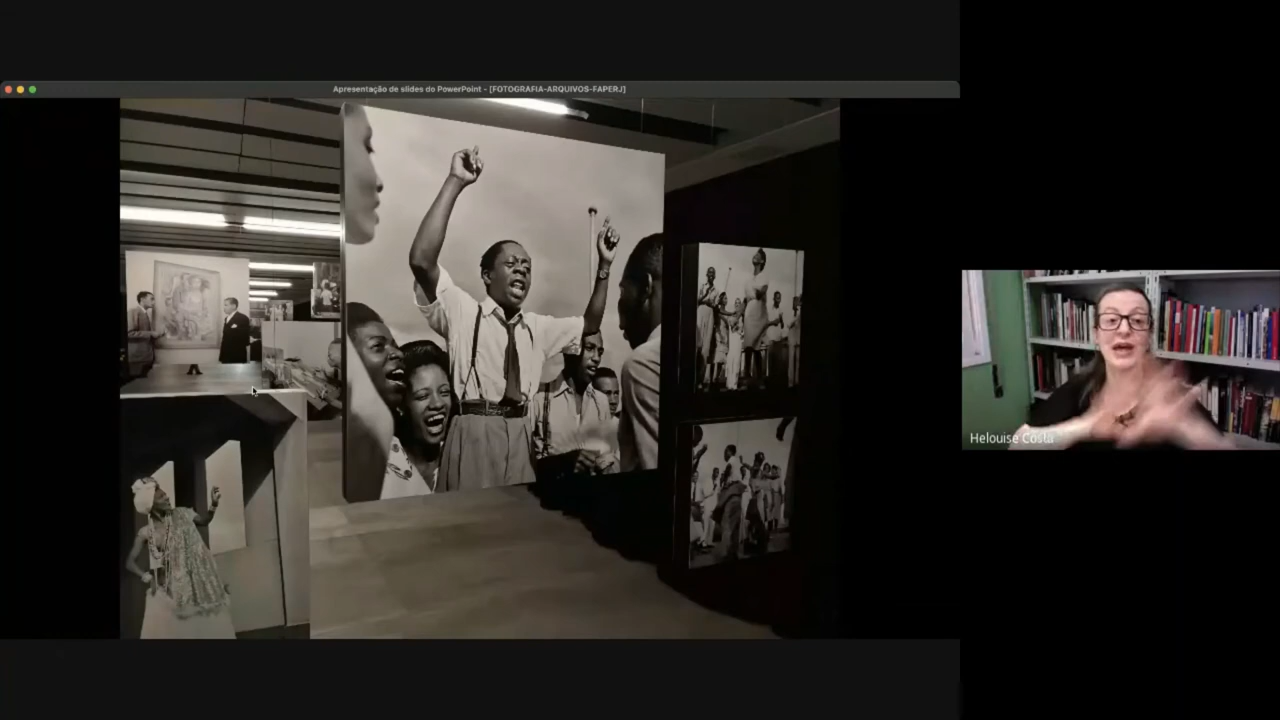 Apresentação de slides do PowerPoint - [FOTOGRAFIA-ARQUIVOS-FAPERJ]
Helouise Costa